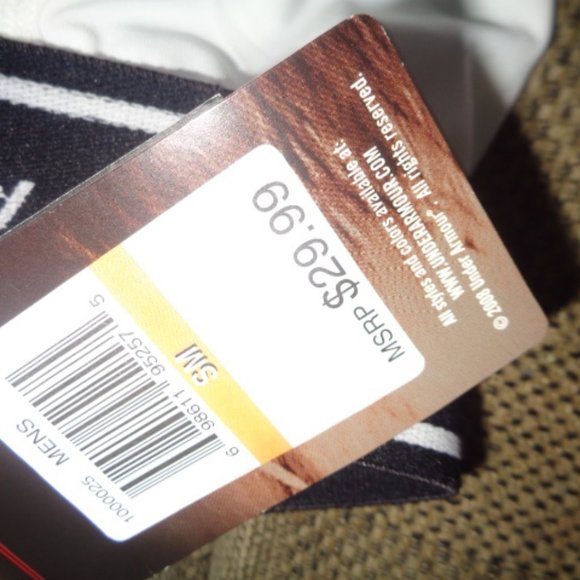 All styles and colors available at:
WWW.UNDERARMOUR.COM
© 2008 Under Armour®. All rights reserved.
MSRP $29.99
SM
6 98611 95257 5
MENS
1000025